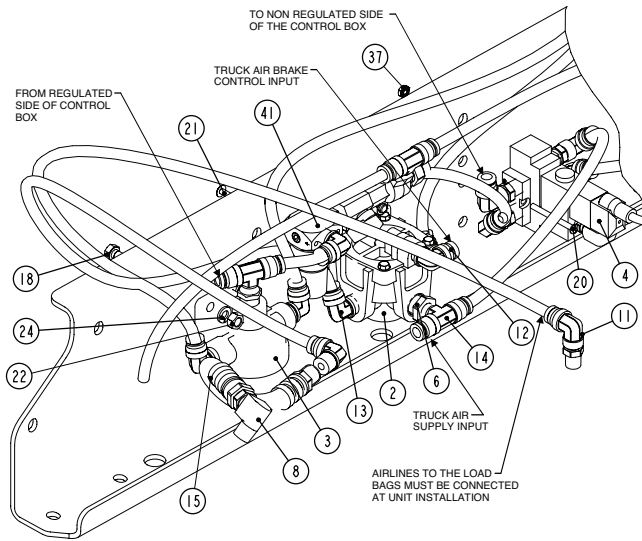 TO NON REGULATED SIDE
OF THE CONTROL BOX
37
TRUCK AIR BRAKE
CONTROL INPUT
FROM REGULATED
SIDE OF CONTROL
BOX
21
41
18
4
20
24
11
12
22
14
6
2
13
3
TRUCK AIR
SUPPLY INPUT
8
15
AIRLINES TO THE LOAD
BAGS MUST BE CONNECTED
AT UNIT INSTALLATION